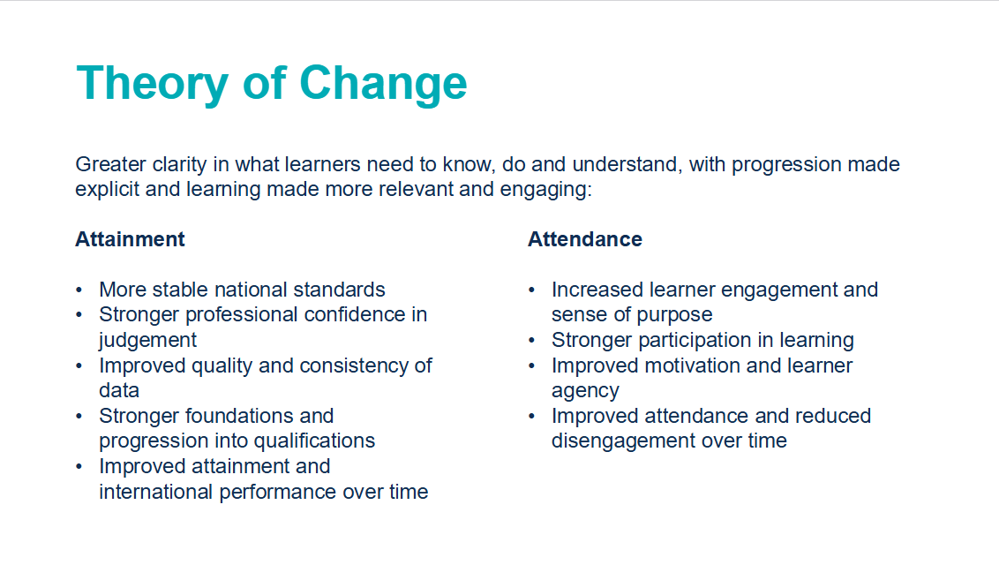 Theory of Change
Greater clarity in what learners need to know, do and understand, with progression made
explicit and learning made more relevant and engaging:
Attainment
• More stable national standards
• Stronger professional confidence in
judgement
• Improved quality and consistency of
data
• Stronger foundations and
progression into qualifications
• Improved attainment and
international performance over time
Attendance
• Increased learner engagement and
sense of purpose
• Stronger participation in learning
• Improved motivation and learner
agency
• Improved attendance and reduced
disengagement over time